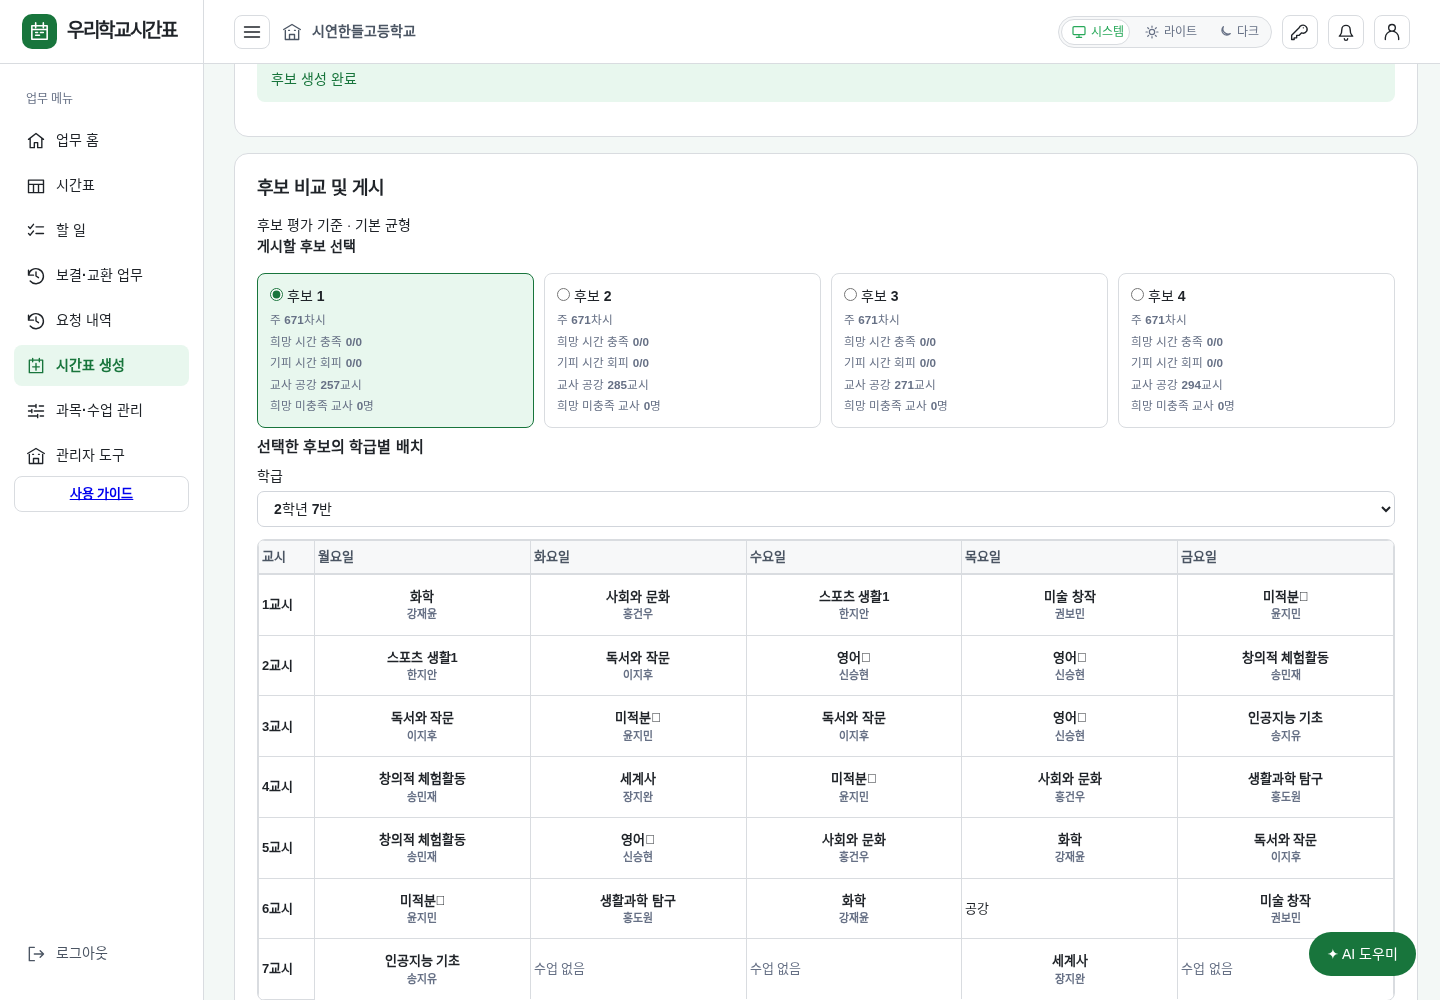 우리학교시간표
시연한들고등학교
시스템
라이트
다크
업무 메뉴
업무 홈
시간표
할 일
보결·교환 업무
요청 내역
시간표 생성
과목·수업 관리
관리자 도구
사용 가이드
로그아웃
후보 생성 완료
후보 비교 및 게시
후보 평가 기준 · 기본 균형
게시할 후보 선택
후보 1
주 671차시
희망 시간 충족 0/0
기피 시간 회피 0/0
교사 공강 257교시
희망 미충족 교사 0명
후보 2
주 671차시
희망 시간 충족 0/0
기피 시간 회피 0/0
교사 공강 285교시
희망 미충족 교사 0명
후보 3
주 671차시
희망 시간 충족 0/0
기피 시간 회피 0/0
교사 공강 271교시
희망 미충족 교사 0명
후보 4
주 671차시
희망 시간 충족 0/0
기피 시간 회피 0/0
교사 공강 294교시
희망 미충족 교사 0명
선택한 후보의 학급별 배치
학급
2학년 7반
교시 월요일 화요일 수요일 목요일 금요일
1교시 화학 사회와 문화 스포츠 생활1 미술 창작 미적분□
강재윤 홍건우 한지안 권보민 윤지민
2교시 스포츠 생활1 독서와 작문 영어□ 영어□ 창의적 체험활동
한지안 이지후 신승현 신승현 송민재
3교시 독서와 작문 미적분□ 독서와 작문 영어□ 인공지능 기초
이지후 윤지민 이지후 신승현 송지유
4교시 창의적 체험활동 세계사 미적분□ 사회와 문화 생활과학 탐구
송민재 장지완 윤지민 홍건우 홍도원
5교시 창의적 체험활동 영어□ 사회와 문화 화학 독서와 작문
송민재 신승현 홍건우 강재윤 이지후
6교시 미적분□ 생활과학 탐구 화학 공강 미술 창작
윤지민 홍도원 강재윤 권보민
7교시 인공지능 기초 수업 없음 수업 없음 세계사 수업 없음
송지유 장지완
✦ AI 도우미